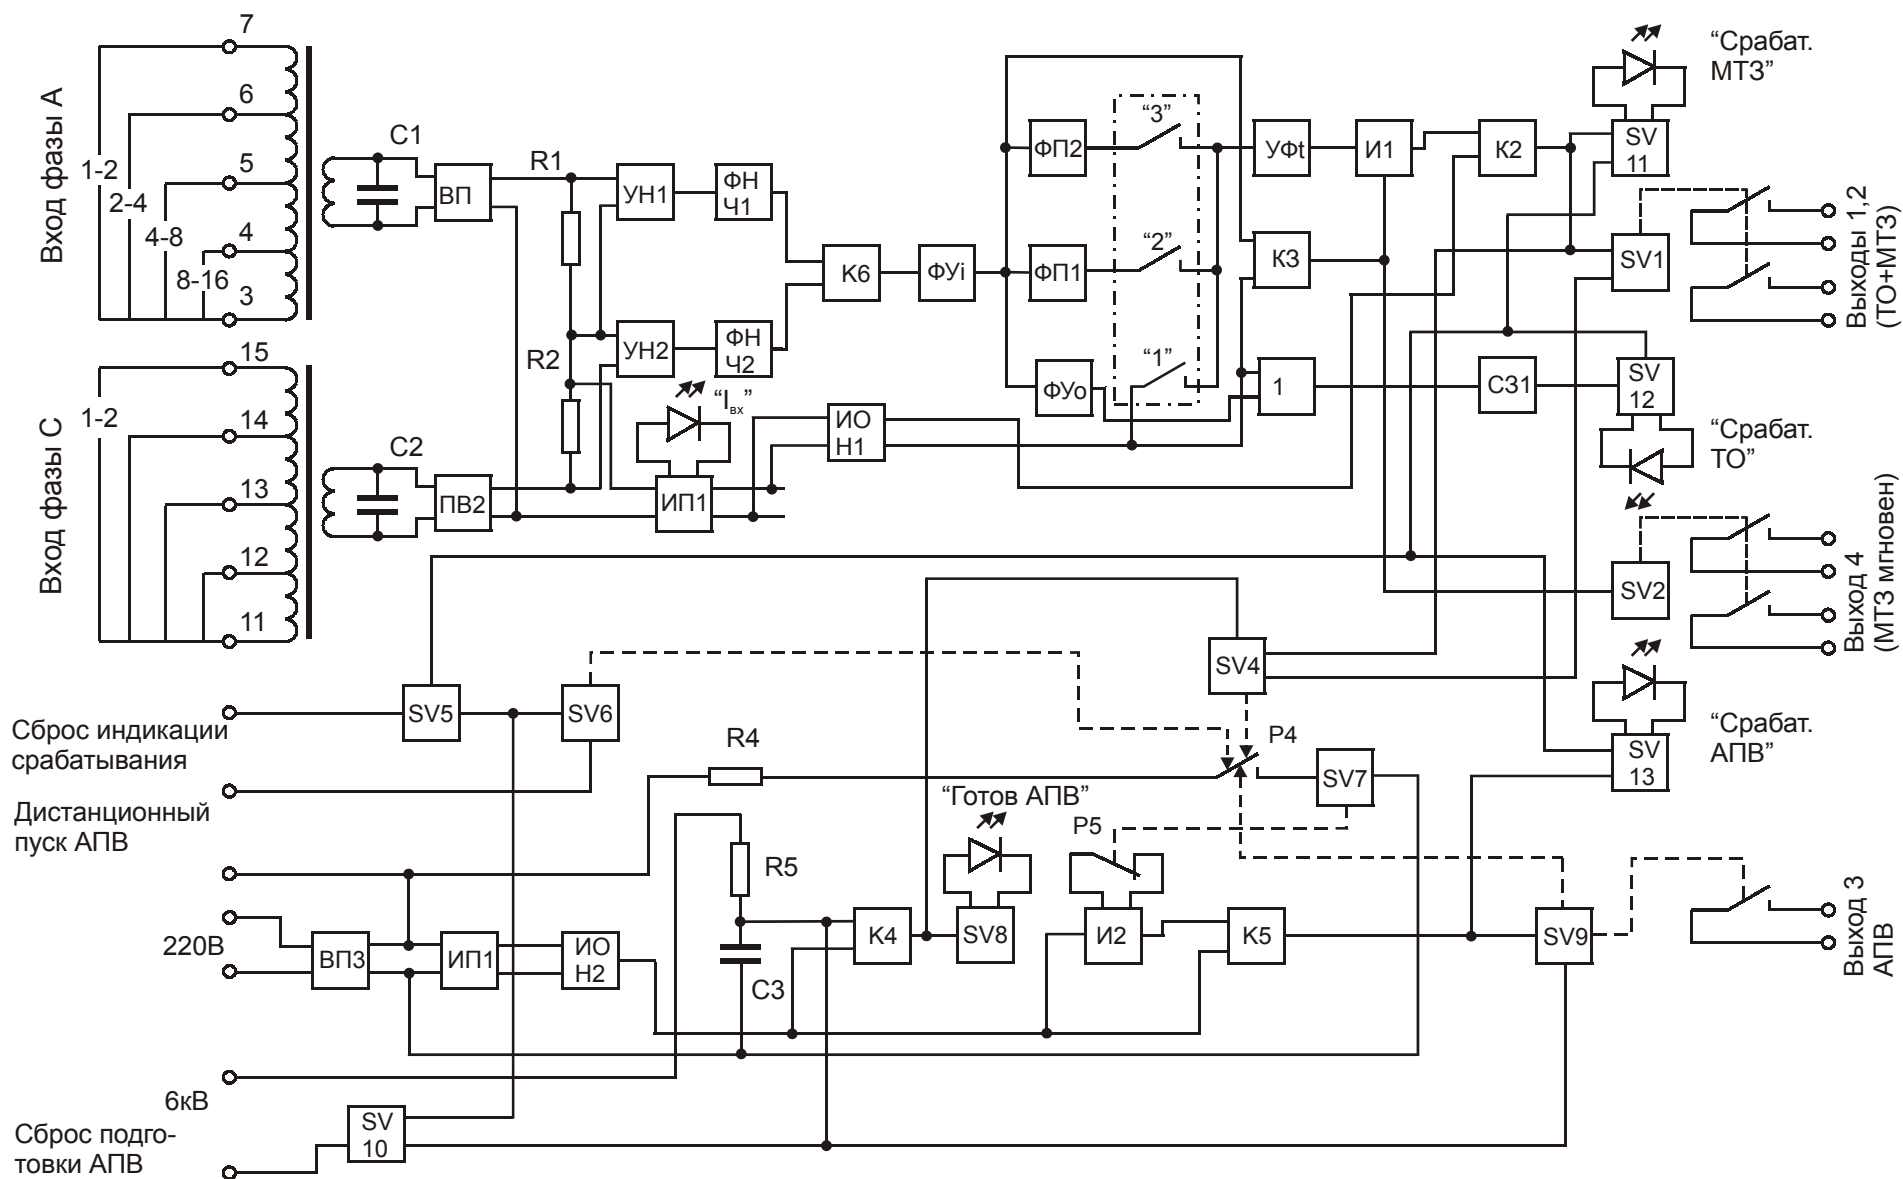 Вход фазы А
7
6
5
4
3
1-2
2-4
4-8
8-16
Вход фазы С
15
14
13
12
11
1-2
С1
С2
ВП
ПВ2
R1
R2
УН1
УН2
ФН
Ч1
ФН
Ч2
“Iвх”
ИП1
К6
ФУi
ИО
Н1
ФП2
ФП1
ФУо
“3”
“2”
“1”
УФt
И1
К2
К3
1
СЗ1
SV
11
“Срабат.
МТЗ”
SV1
Выходы 1,2
(ТО+МТЗ)
SV
12
“Срабат.
ТО”
SV2
Выход 4
(МТЗ мгновен)
SV4
SV
13
“Срабат.
АПВ”
Сброс индикации
срабатывания
SV5
SV6
Дистанционный
пуск АПВ
R4
Р4
SV7
“Готов АПВ”
Р5
R5
С3
К4
SV8
И2
К5
SV9
Выход 3
АПВ
220В
ВП3
ИП1
ИО
Н2
6кВ
SV
10
Сброс подго-
товки АПВ